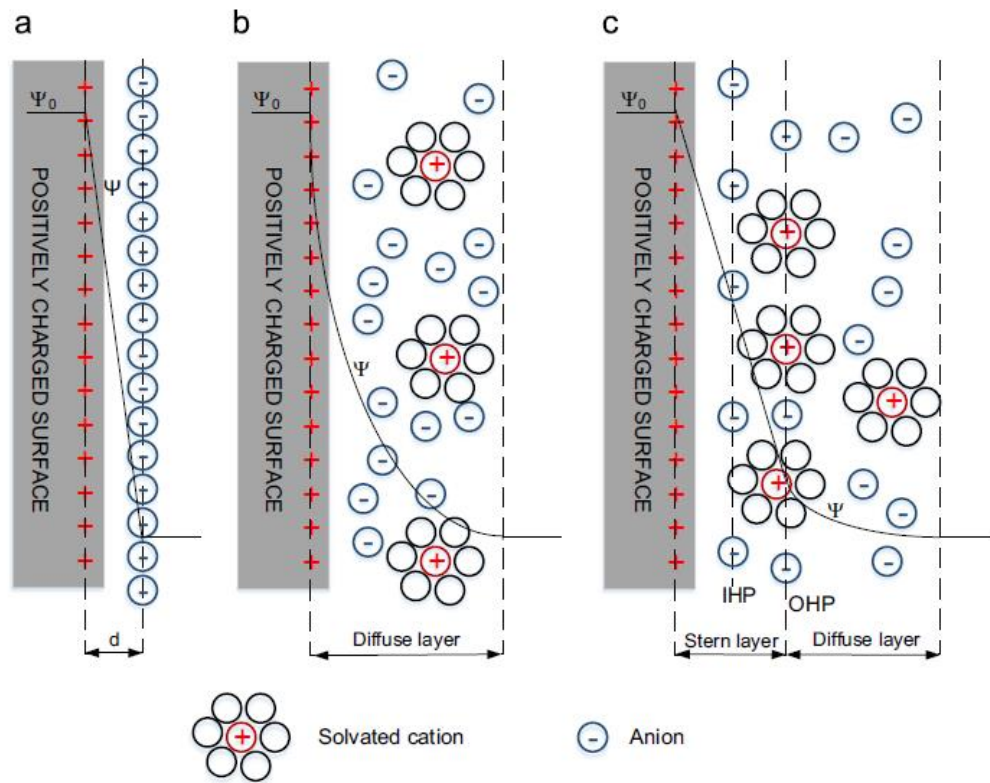 a
b
c
Ψ₀
Ψ
POSITIVELY CHARGED SURFACE
d
Ψ₀
Ψ
POSITIVELY CHARGED SURFACE
Diffuse layer
Ψ₀
Ψ
POSITIVELY CHARGED SURFACE
IHP
OHP
Stern layer
Diffuse layer
Solvated cation
Anion